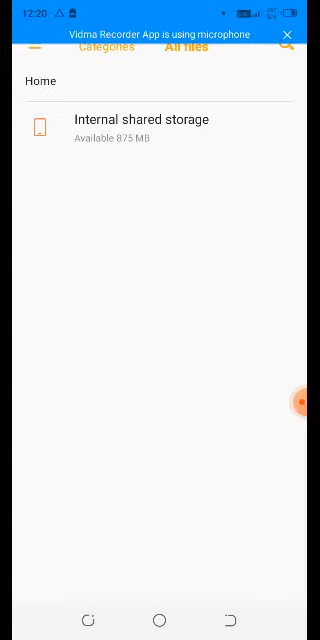 12:20
Vidma Recorder App is using microphone
Categories
All files
Home
Internal shared storage
Available 875 MB